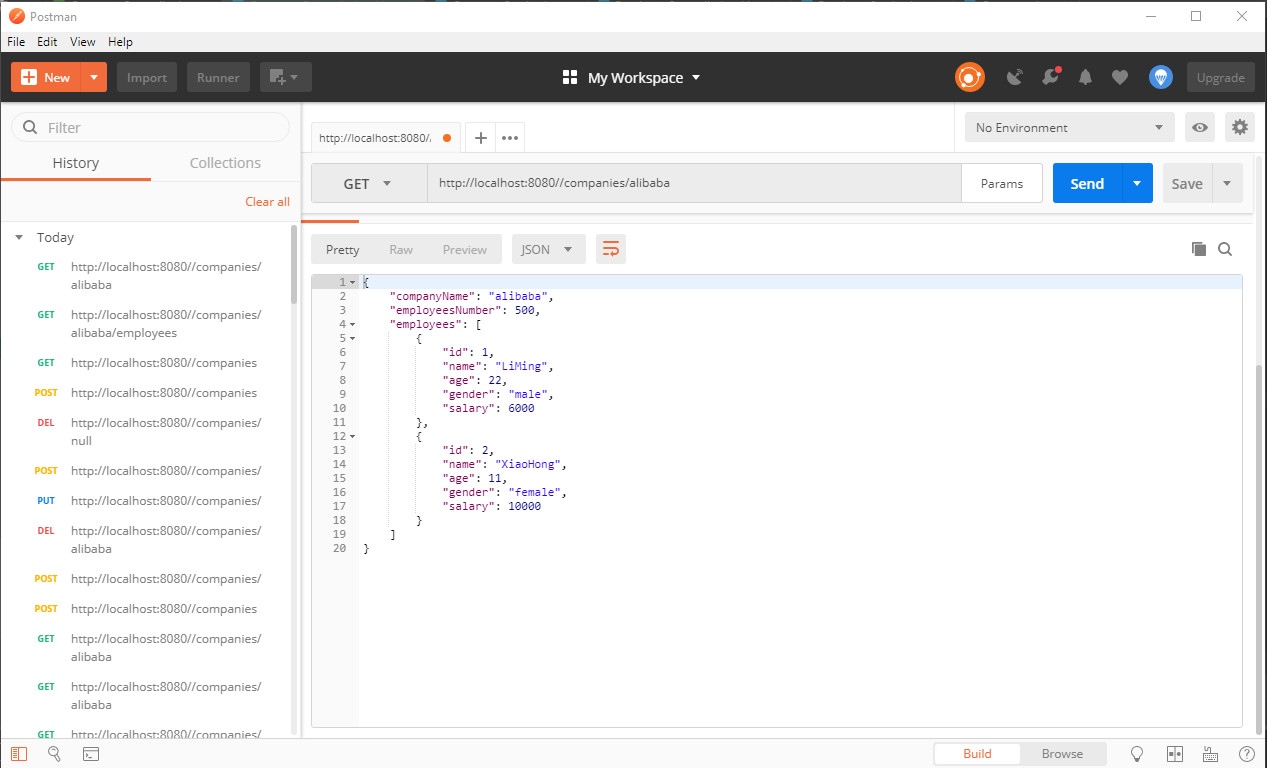 Postman
File Edit View Help
New Import Runner My Workspace Upgrade
Filter
History Collections
Clear all
Today
GET http://localhost:8080//companies/
alibaba
GET http://localhost:8080//companies/
alibaba/employees
GET http://localhost:8080//companies
POST http://localhost:8080//companies
DEL http://localhost:8080//companies/
null
POST http://localhost:8080//companies/
PUT http://localhost:8080//companies/
DEL http://localhost:8080//companies/
alibaba
POST http://localhost:8080//companies/
POST http://localhost:8080//companies
GET http://localhost:8080//companies/
alibaba
GET http://localhost:8080//companies/
alibaba
GET http://localhost:8080//companies/
http://localhost:8080/ No Environment
GET http://localhost:8080//companies/alibaba Params Send Save
Pretty Raw Preview JSON
1 {
2 "companyName": "alibaba",
3 "employeesNumber": 500,
4 "employees": [
5 {
6 "id": 1,
7 "name": "LiMing",
8 "age": 22,
9 "gender": "male",
10 "salary": 6000
11 },
12 {
13 "id": 2,
14 "name": "XiaoHong",
15 "age": 11,
16 "gender": "female",
17 "salary": 10000
18 }
19 ]
20 }
Build Browse